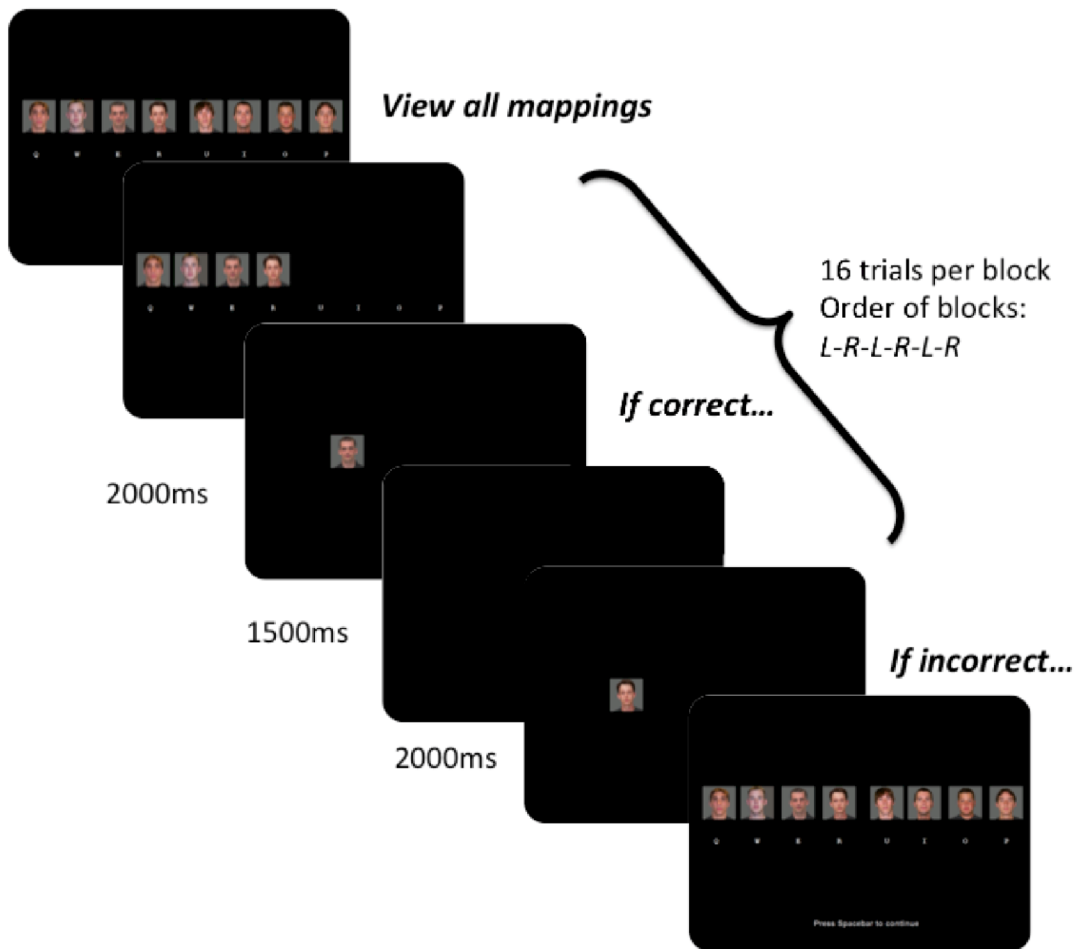 View all mappings
Q W E R U I O P
Q W E R U I O P
16 trials per block
Order of blocks:
L-R-L-R-L-R
If correct...
2000ms
1500ms
If incorrect...
2000ms
Q W E R U I O P
Press Spacebar to continue